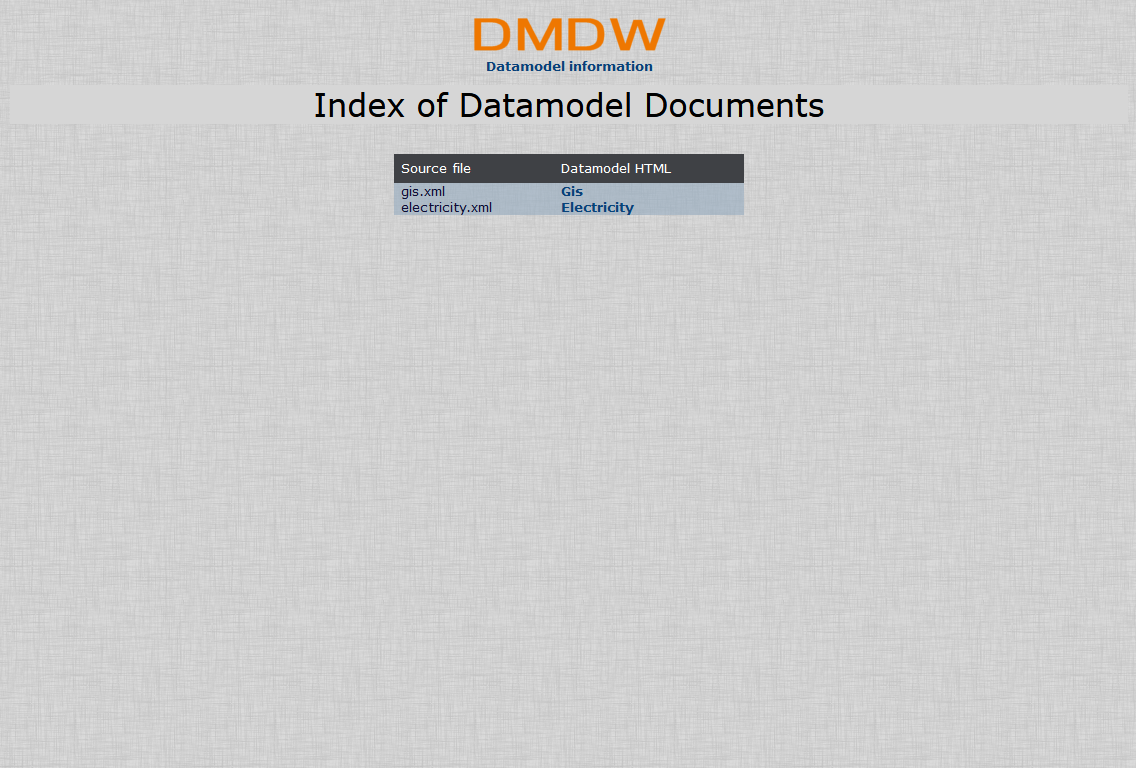 DMDW
Datamodel information
Index of Datamodel Documents
Source file Datamodel HTML
gis.xml Gis
electricity.xml Electricity